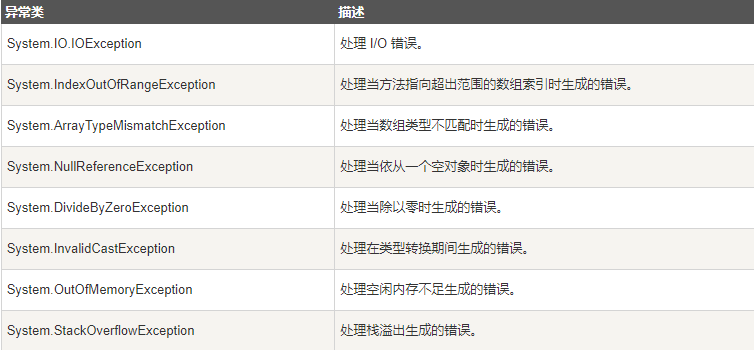 异常类 描述
System.IO.IOException 处理 I/O 错误。
System.IndexOutOfRangeException 处理当方法指向超出范围的数组索引时生成的错误。
System.ArrayTypeMismatchException 处理当数组类型不匹配时生成的错误。
System.NullReferenceException 处理当依从一个空对象时生成的错误。
System.DivideByZeroException 处理当除以零时生成的错误。
System.InvalidCastException 处理在类型转换期间生成的错误。
System.OutOfMemoryException 处理空闲内存不足生成的错误。
System.StackOverflowException 处理栈溢出生成的错误。